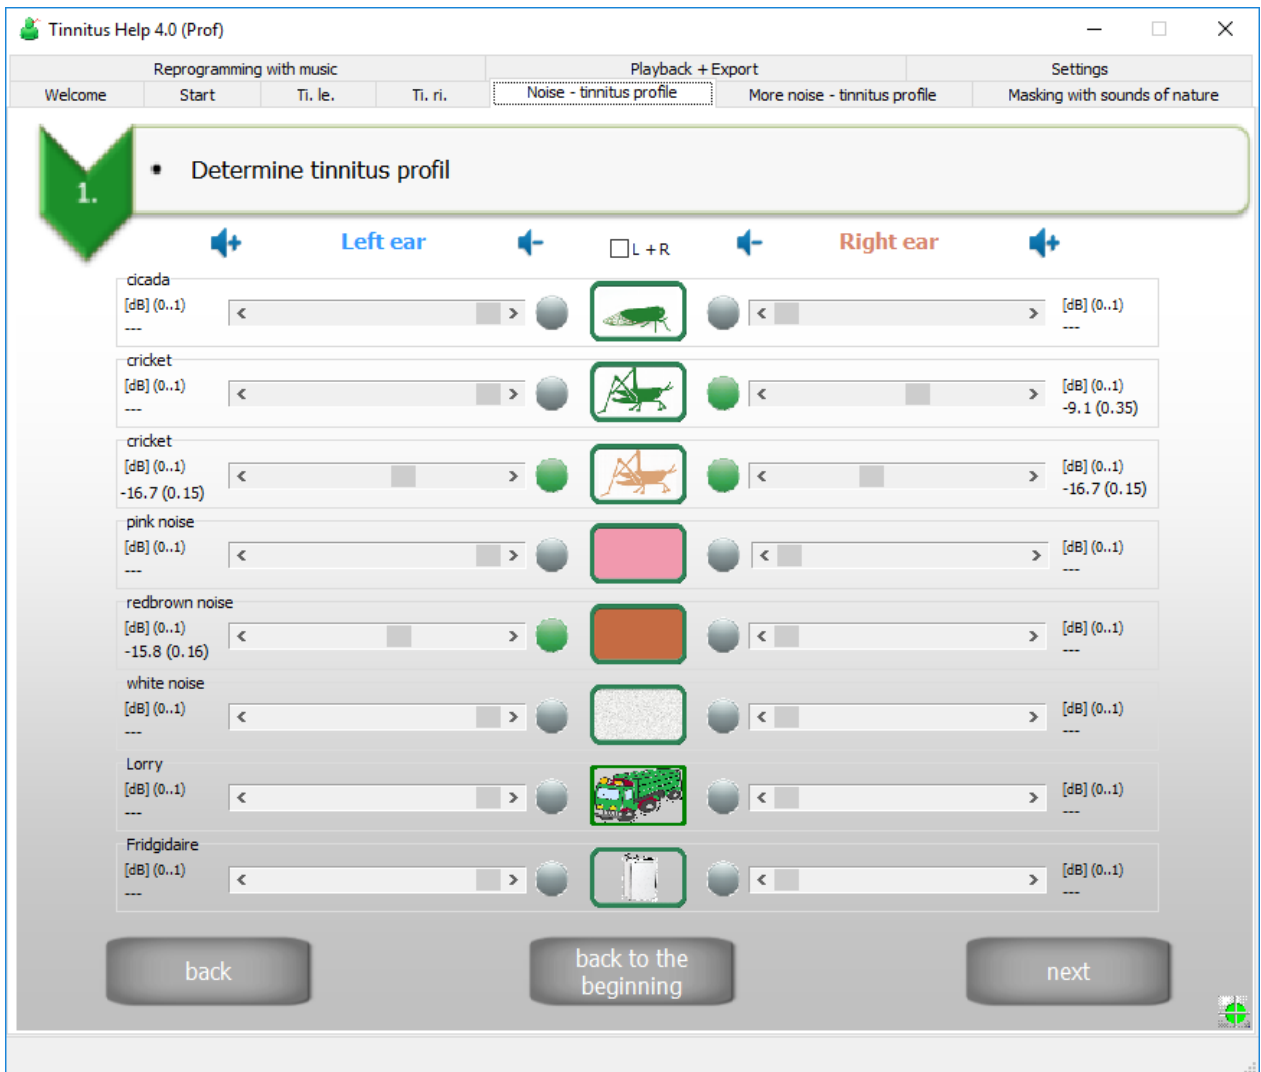 Tinnitus Help 4.0 (Prof)
Reprogramming with music Playback + Export Settings
Welcome Start Ti. le. Ti. ri. Noise - tinnitus profile More noise - tinnitus profile Masking with sounds of nature
1.
• Determine tinnitus profil
Left ear L + R Right ear
cicada
[dB] (0..1) [dB] (0..1)
--- ---
cricket
[dB] (0..1) [dB] (0..1)
--- -9.1 (0.35)
cricket
[dB] (0..1) [dB] (0..1)
-16.7 (0.15) -16.7 (0.15)
pink noise
[dB] (0..1) [dB] (0..1)
--- ---
redbrown noise
[dB] (0..1) [dB] (0..1)
-15.8 (0.16) ---
white noise
[dB] (0..1) [dB] (0..1)
--- ---
Lorry
[dB] (0..1) [dB] (0..1)
--- ---
Fridgidaire
[dB] (0..1) [dB] (0..1)
--- ---
back
back to the
beginning
next